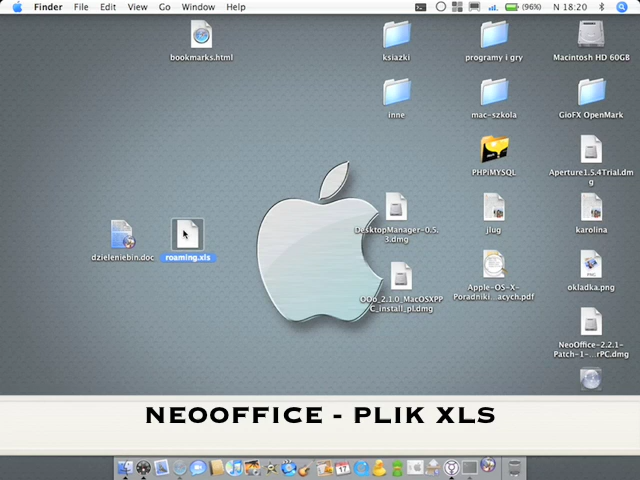 Finder File Edit View Go Window Help (96%) N 18:20
bookmarks.html
ksiazki
programy i gry
Macintosh HD 60GB
inne
mac-szkola
GioFX OpenMark
PHPiMYSQL
Aperture1.5.4Trial.dm
g
DesktopManager-0.5.
3.dmg
jlug
karolina
dzieleniebin.doc
roaming.xls
OOo_2.1.0_MacOSXPP
C_install_pl.dmg
Apple-OS-X-
Poradniki...acych.pdf
okladka.png
NeoOffice-2.2.1-
Patch-1-...rPC.dmg
NEOOFFICE - PLIK XLS